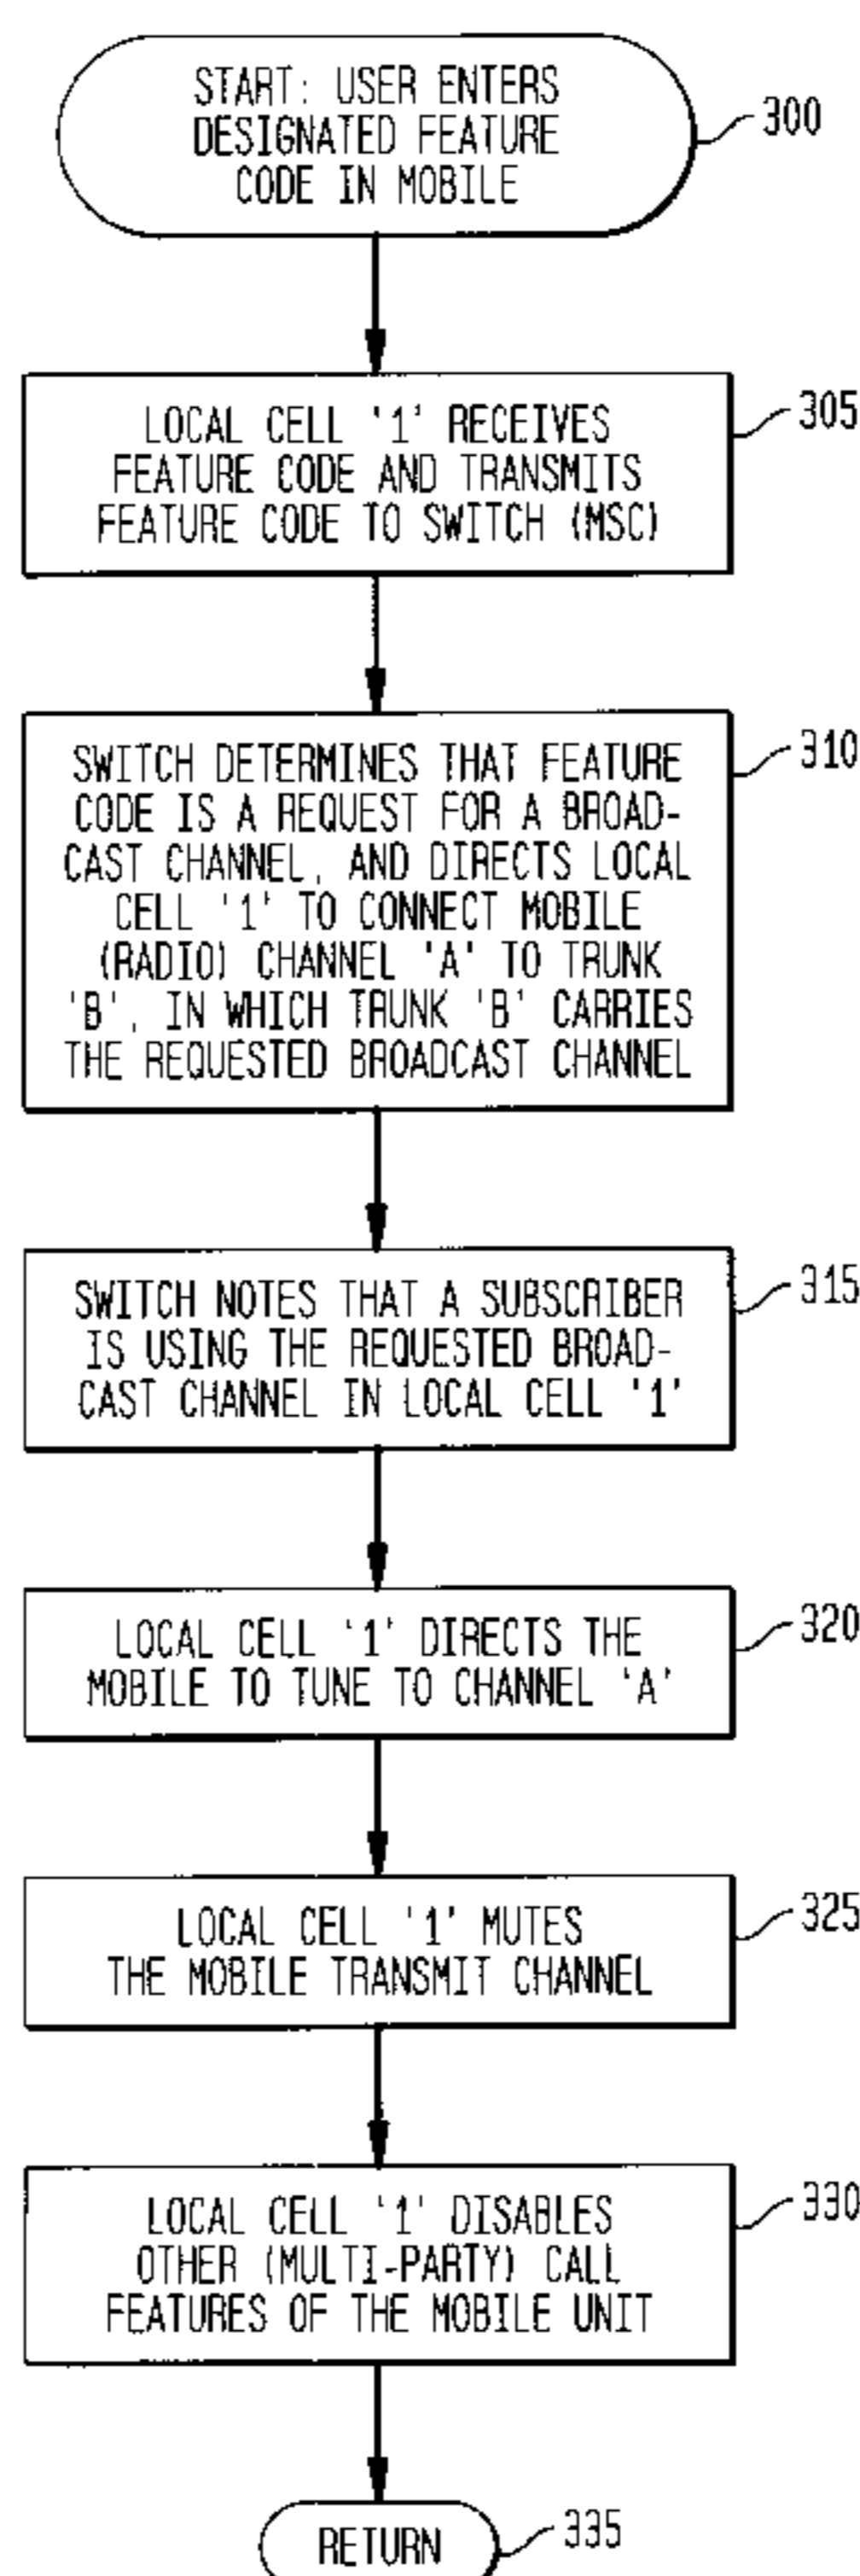 START: USER ENTERS
DESIGNATED FEATURE
CODE IN MOBILE
300
LOCAL CELL '1' RECEIVES
FEATURE CODE AND TRANSMITS
FEATURE CODE TO SWITCH (MSC)
305
SWITCH DETERMINES THAT FEATURE
CODE IS A REQUEST FOR A BROAD-
CAST CHANNEL, AND DIRECTS LOCAL
CELL '1' TO CONNECT MOBILE
(RADIO) CHANNEL 'A' TO TRUNK
'B', IN WHICH TRUNK 'B' CARRIES
THE REQUESTED BROADCAST CHANNEL
310
SWITCH NOTES THAT A SUBSCRIBER
IS USING THE REQUESTED BROAD-
CAST CHANNEL IN LOCAL CELL '1'
315
LOCAL CELL '1' DIRECTS THE
MOBILE TO TUNE TO CHANNEL 'A'
320
LOCAL CELL '1' MUTES
THE MOBILE TRANSMIT CHANNEL
325
LOCAL CELL '1' DISABLES
OTHER (MULTI-PARTY) CALL
FEATURES OF THE MOBILE UNIT
330
RETURN
335